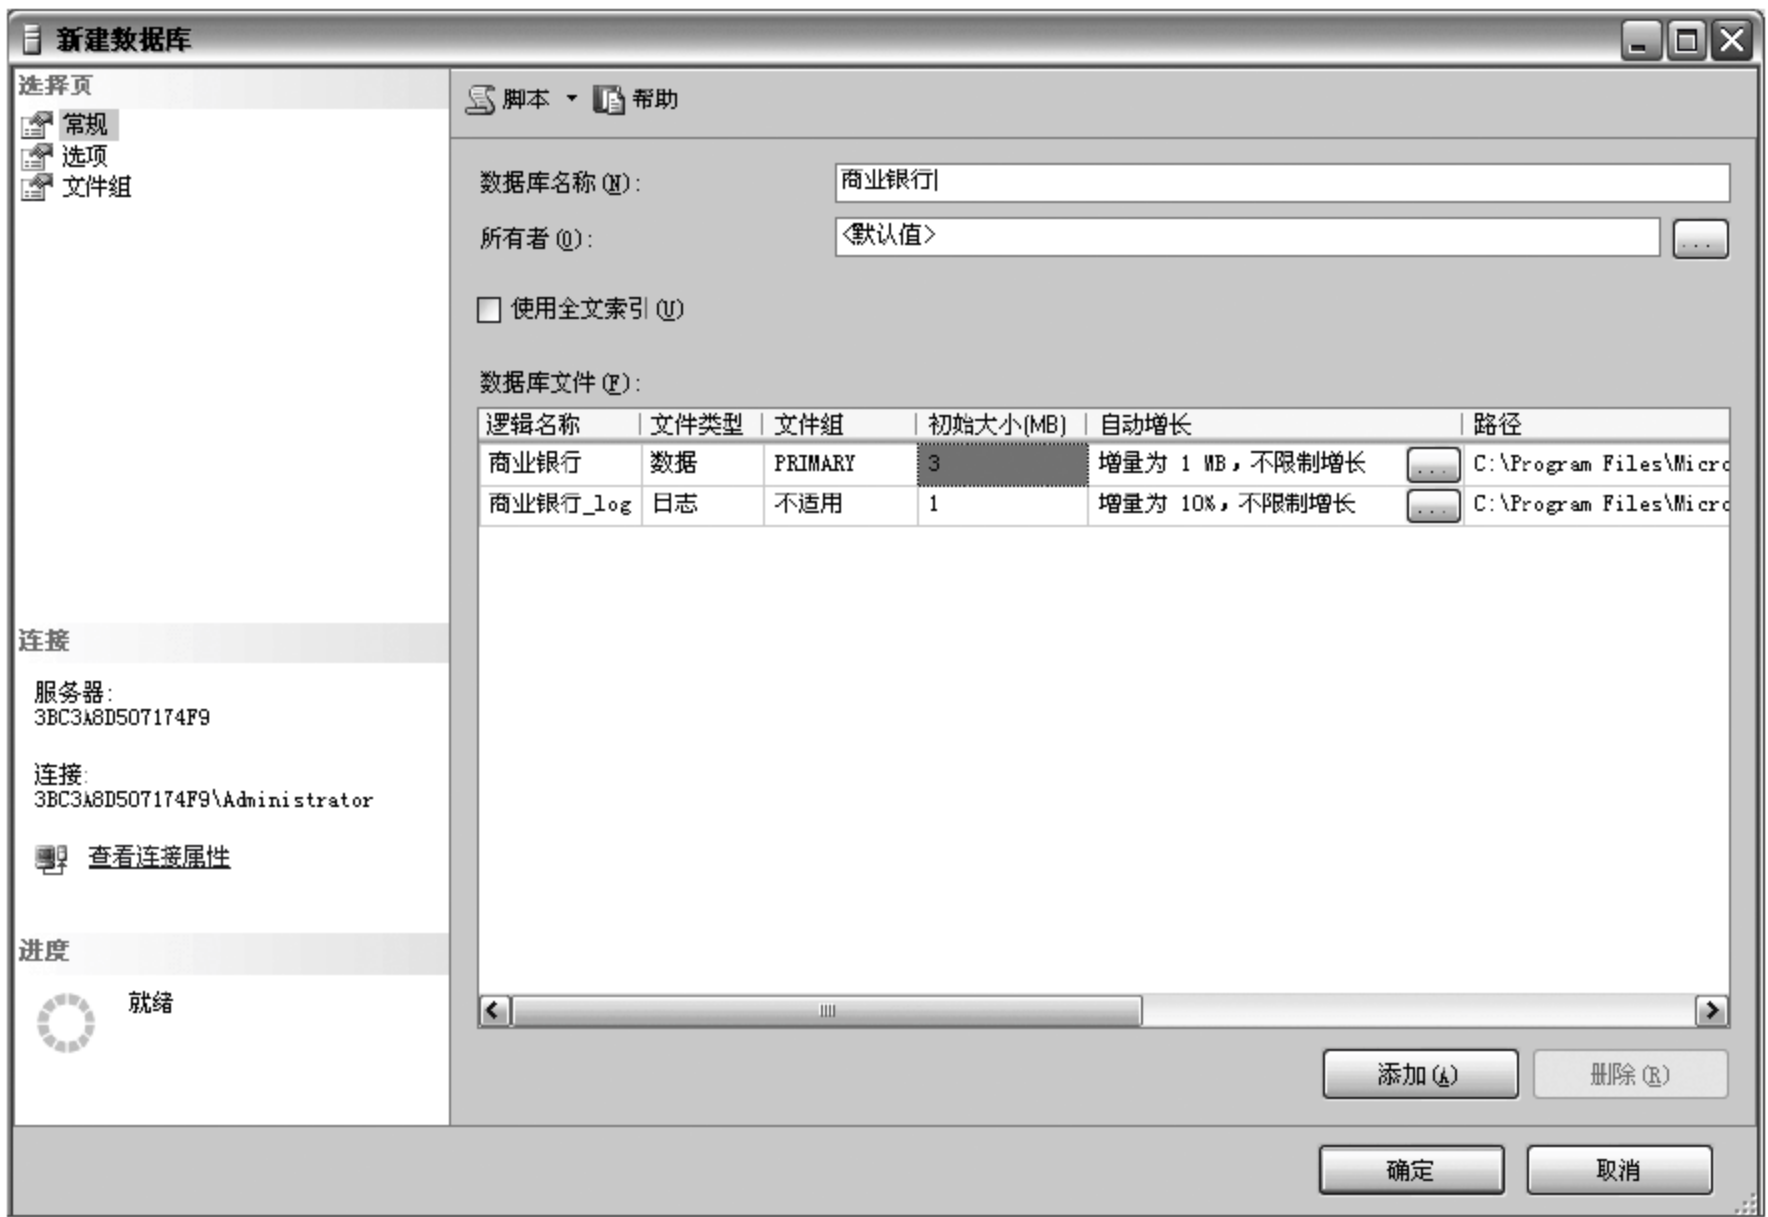 新建数据库
选择页
常规
选项
文件组
脚本 帮助
数据库名称(N):
商业银行
所有者(O):
<默认值>
...
使用全文索引(U)
数据库文件(F):
逻辑名称 文件类型 文件组 初始大小(MB) 自动增长 路径
商业银行 数据 PRIMARY 3 增量为 1 MB，不限制增长 ... C:\Program Files\Micro
商业银行_log 日志 不适用 1 增量为 10%，不限制增长 ... C:\Program Files\Micro
连接
服务器:
3BC3A8D507174F9
连接:
3BC3A8D507174F9\Administrator
查看连接属性
进度
就绪
添加(A) 删除(R)
确定 取消